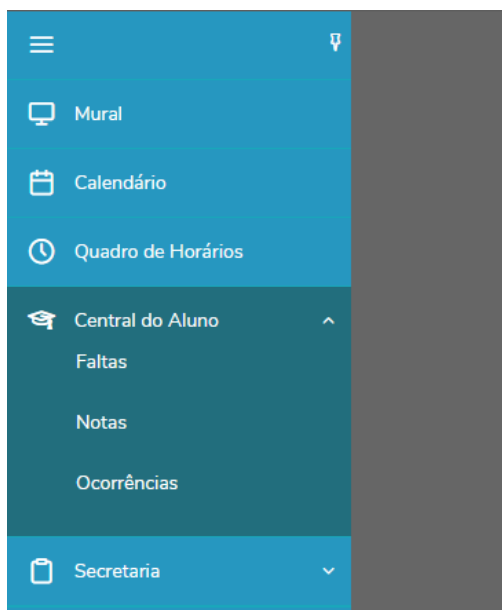 Mural
Calendário
Quadro de Horários
Central do Aluno
Faltas
Notas
Ocorrências
Secretaria